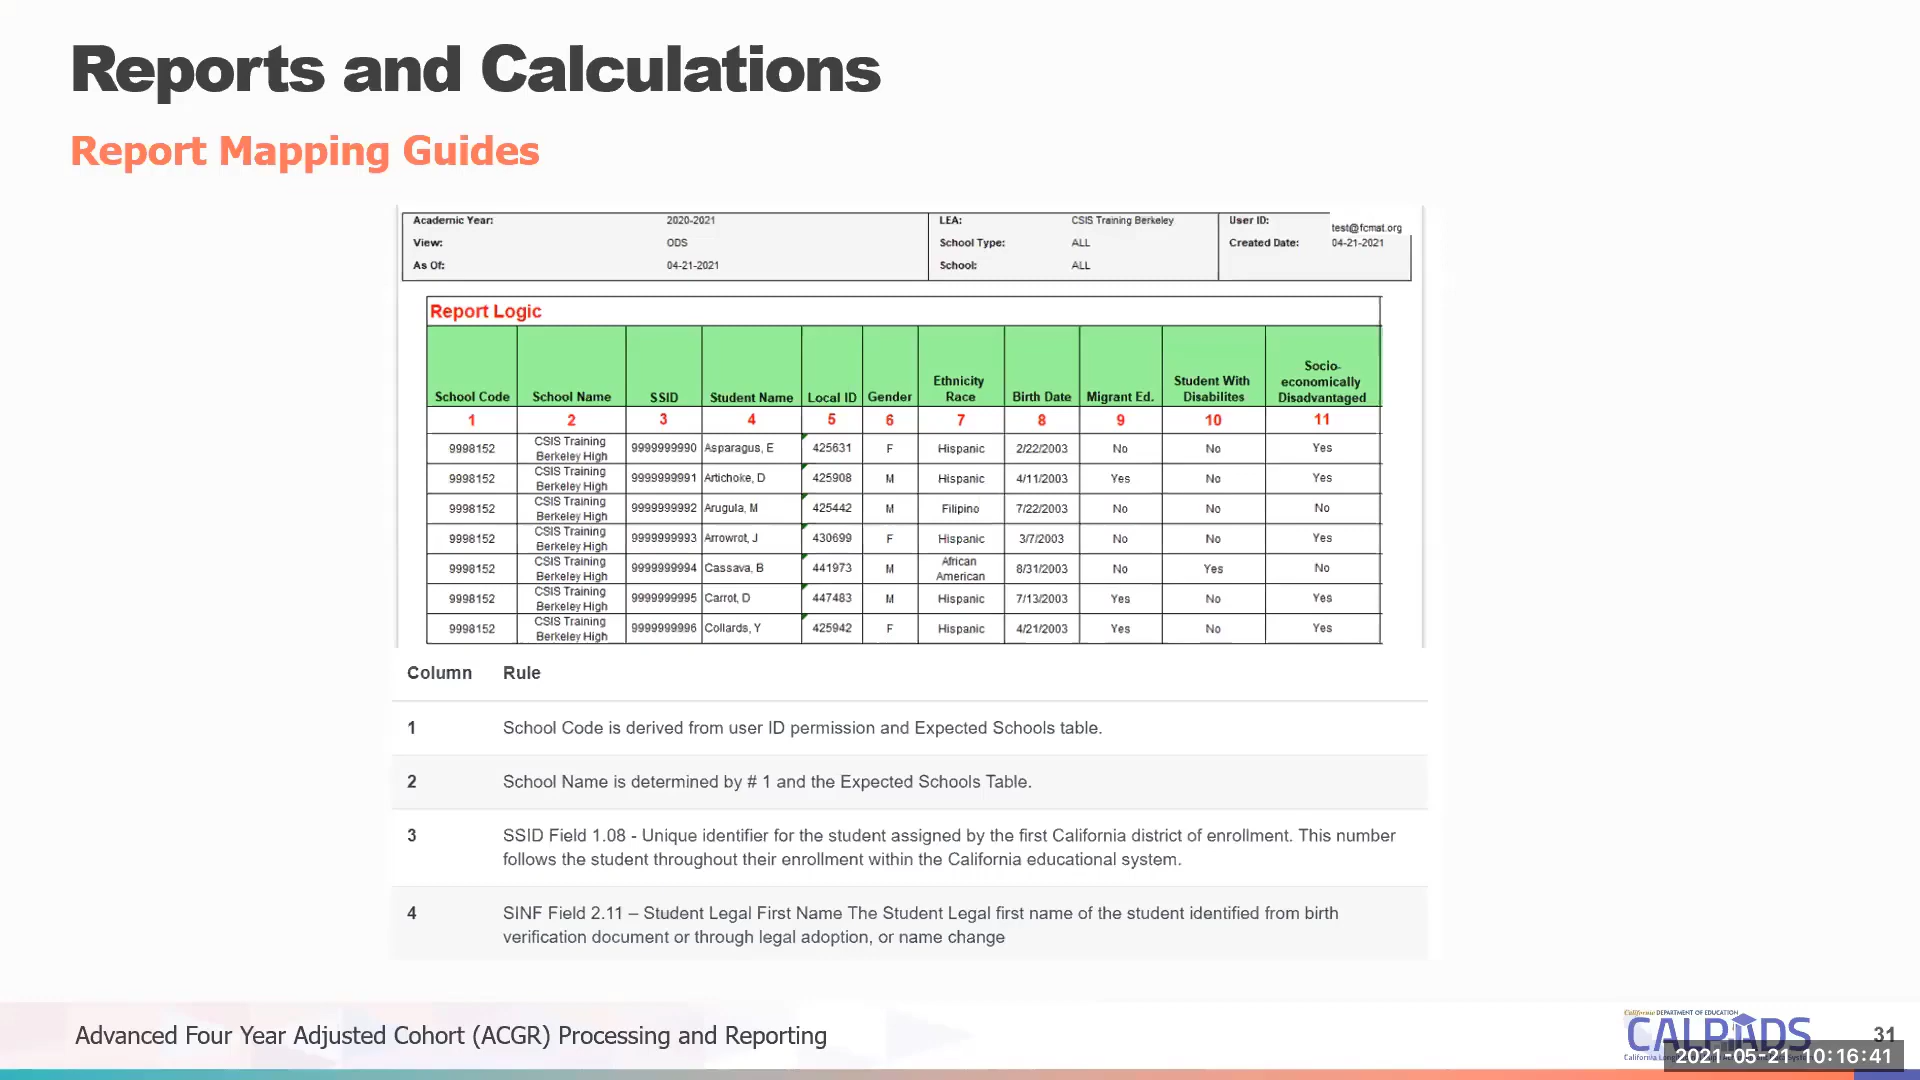 Reports and Calculations
Report Mapping Guides
Academic Year: 2020-2021 LEA: CSIS Training Berkeley User ID: test@fcmat.org
View: ODS School Type: ALL Created Date: 04-21-2021
As Of: 04-21-2021 School: ALL
Report Logic
School Code School Name SSID Student Name Local ID Gender Ethnicity Race Birth Date Migrant Ed. Student With Disabilites Socio-economically Disadvantaged
1 2 3 4 5 6 7 8 9 10 11
9998152 CSIS Training Berkeley High 9999999990 Asparagus, E 425631 F Hispanic 2/22/2003 No No Yes
9998152 CSIS Training Berkeley High 9999999991 Artichoke, D 425908 M Hispanic 4/11/2003 Yes No Yes
9998152 CSIS Training Berkeley High 9999999992 Arugula, M 425442 M Filipino 7/22/2003 No No No
9998152 CSIS Training Berkeley High 9999999993 Arrowrot, J 430699 F Hispanic 3/7/2003 No No Yes
9998152 CSIS Training Berkeley High 9999999994 Cassava, B 441973 M African American 8/31/2003 No Yes No
9998152 CSIS Training Berkeley High 9999999995 Carrot, D 447483 M Hispanic 7/13/2003 Yes No Yes
9998152 CSIS Training Berkeley High 9999999996 Collards, Y 425942 F Hispanic 4/21/2003 Yes No Yes
Column Rule
1 School Code is derived from user ID permission and Expected Schools table.
2 School Name is determined by # 1 and the Expected Schools Table.
3 SSID Field 1.08 - Unique identifier for the student assigned by the first California district of enrollment. This number
follows the student throughout their enrollment within the California educational system.
4 SINF Field 2.11 – Student Legal First Name The Student Legal first name of the student identified from birth
verification document or through legal adoption, or name change
Advanced Four Year Adjusted Cohort (ACGR) Processing and Reporting
California DEPARTMENT OF EDUCATION
CALPADS
31
2021-05-21 10:16:41